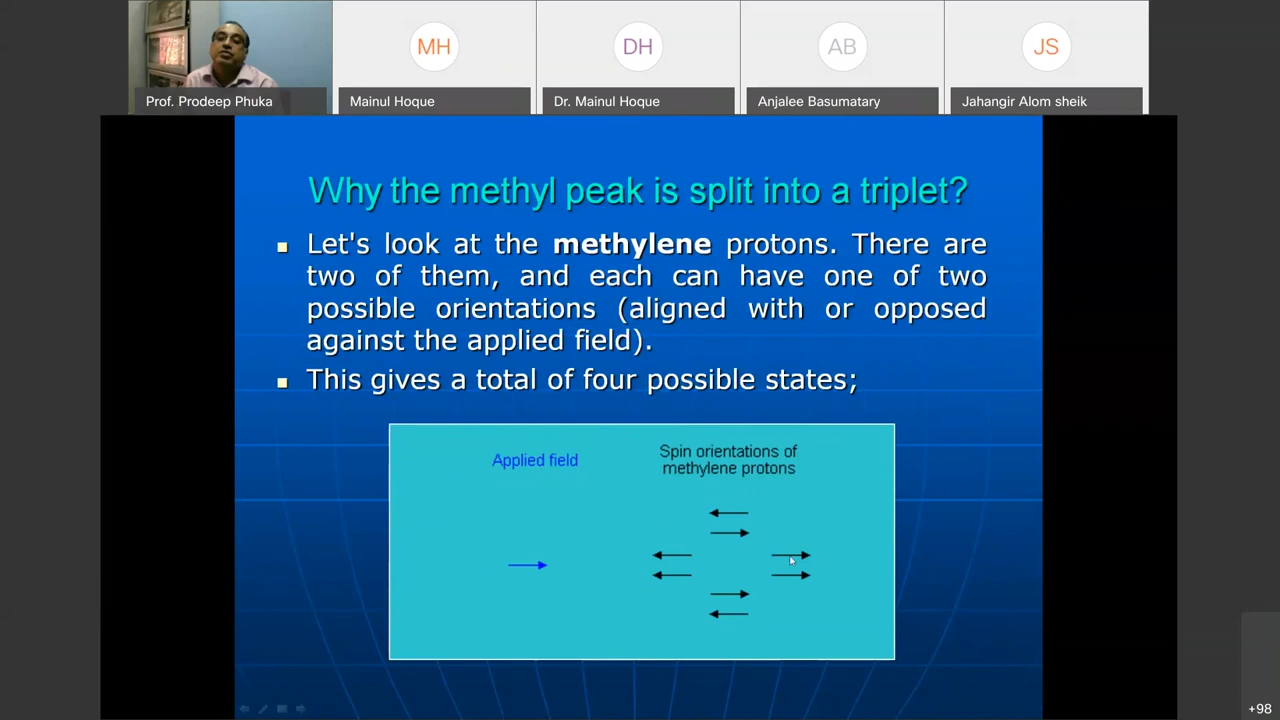 MH
DH
AB
JS
Prof. Prodeep Phuka
Mainul Hoque
Dr. Mainul Hoque
Anjalee Basumatary
Jahangir Alom sheik
Why the methyl peak is split into a triplet?
Let's look at the methylene protons. There are
two of them, and each can have one of two
possible orientations (aligned with or opposed
against the applied field).
This gives a total of four possible states;
Applied field
Spin orientations of
methylene protons
+98